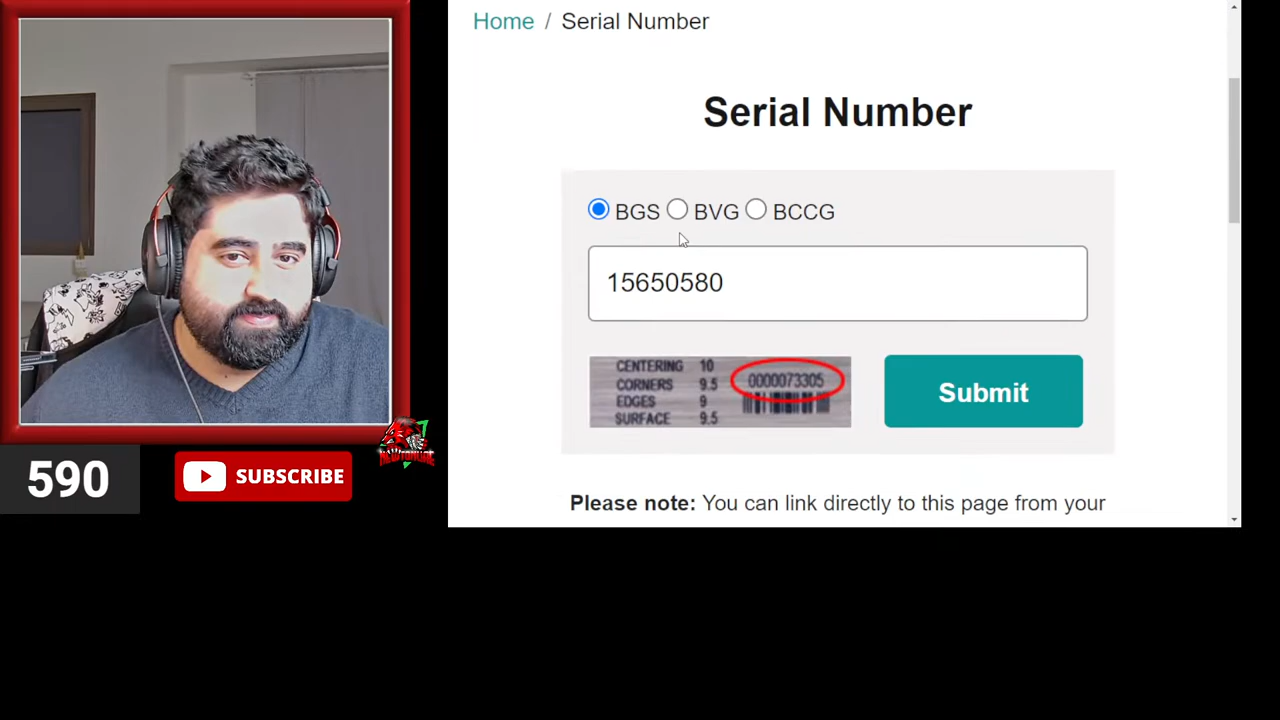 Home / Serial Number
Serial Number
BGS BVG BCCG
15650580
CENTERING 10
CORNERS 9.5
EDGES 9
SURFACE 9.5
0000073305
Submit
Please note: You can link directly to this page from your
590
SUBSCRIBE